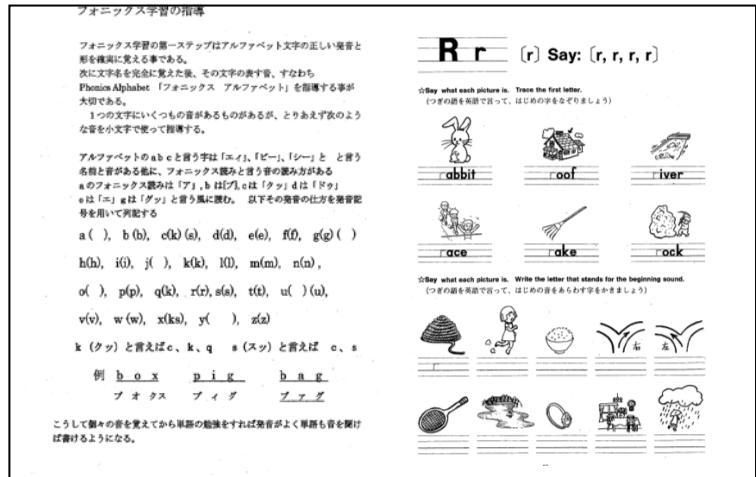 フォニックス学習の指導
フォニックス学習の第一ステップはアルファベット文字の正しい発音と
形を確実に覚える事である。
次に文字名を完全に覚えた後、その文字の表す音、すなわち
Phonics Alphabet 「フォニックス アルファベット」を指導する事が
大切である。
1つの文字にいくつもの音があるものがあるが、とりあえず次のよう
な音を小文字で使って指導する。
アルファベットのａｂｃと言う字は「エィ」、「ビー」、「シー」と と言う
名前と音がある他に、フォニックス読みと言う音の読み方がある
ａのフォニックス読みは「ア」,ｂは[ブ],ｃは「クッ」ｄは「ドゥ」
ｅは「エ」ｇは「グッ」と言う風に読む。 以下その発音の仕方を発音記
号を用いて列記する
a ( ), b (b), c(k) (s), d(d), e(e), f(f), g(g) ( )
h(h), i(i), j( ), k(k), l(l), m(m), n(n) ,
o( ), p(p), q(k), r(r), s(s), t(t), u( ) (u),
v(v), w (w), x(ks), y( ), z(z)
k (クッ) と言えばｃ、ｋ、ｑ s (スッ) と言えば ｃ、ｓ
例 ｂｏｘ ｐｉｇ ｂａｇ
ブ オ クス プ ィ グ ブ ァ グ
こうして個々の音を覚えてから単語の勉強をすれば発音がよく単語も音を聞け
ば書けるようになる。
R r [r] Say: [r, r, r, r]
☆Say what each picture is. Trace the first letter.
(つぎの語を英語で言って、はじめの字をなぞりましょう)
rabbit roof river
race rake rock
☆Say what each picture is. Write the letter that stands for the beginning sound.
(つぎの語を英語で言って、はじめの音をあらわす字をかきましょう)
右 左
r